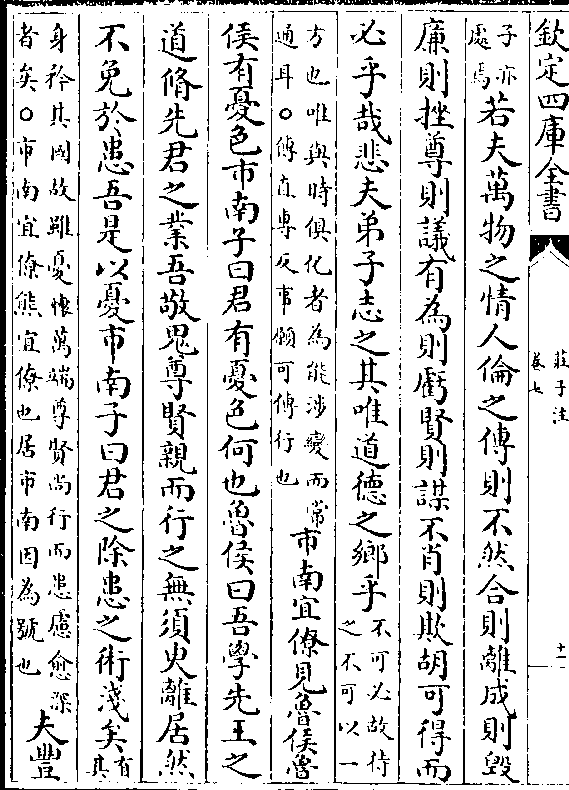 欽定四庫全書
莊子注
卷七
十一
子亦
處焉
若夫萬物之情人倫之傳則不然合則離成則毀
廉則挫尊則議有為則虧賢則謀不肖則欺胡可得而
必乎哉悲夫弟子志之其唯道德之鄉乎
不可必故待
之不可以一
方也唯與時俱化者為能涉變而常
通耳○傳直專反事類可傳行也
市南宜僚見魯侯魯
侯有憂色市南子曰君有憂色何也魯侯曰吾學先王之
道脩先君之業吾敬鬼尊賢親而行之無須臾離居然
不免於患吾是以憂市南子曰君之除患之術淺矣
有
其
身矜其國故雖憂懷萬端尊賢尚行而患慮愈深
者矣○市南宜僚熊宜僚也居市南因為號也
夫豐